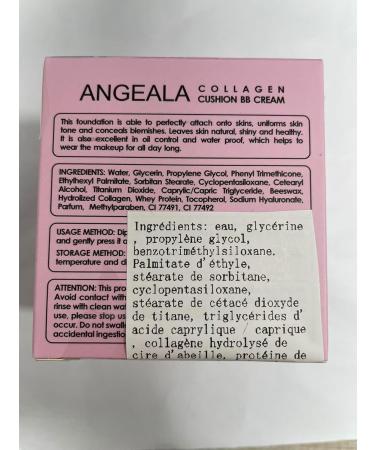 ANGEALA
COLLAGEN
CUSHION BB CREAM
This foundation is able to perfectly attach onto skins, uniforms skin
tone and conceals blemishes. Leaves skin natural, shiny and healthy.
It is also excellent in oil control and water proof, which helps to
wear the makeup for all day long.
INGREDIENTS: Water, Glycerin, Propylene Glycol, Phenyl Trimethicone,
Ethylhexyl Palmitate, Sorbitan Stearate, Cyclopentasiloxane, Cetearyl
Alcohol, Titanium Dioxide, Caprylic/Capric Triglyceride, Beeswax,
Hydrolized Collagen, Whey Protein, Tocopherol, Sodium Hyaluronate,
Parfum, Methylparaben, CI 77491, CI 77492
USAGE METHOD: Dip
and gently press it o
STORAGE METHOD:
temperature and d
ATTENTION: This pro
Avoid contact with
rinse with clean wat
use, please stop us
occur. Do not swallo
accidental ingestio
Ingrédients: eau, glycérine
, propylène glycol,
benzotriméthylsiloxane.
Palmitate d'éthyle,
stéarate de sorbitane,
cyclopentasiloxane,
stéarate de cétacé dioxyde
de titane, triglycérides d'
acide caprylique / caprique
, collagène hydrolysé de
cire d'abeille, protéine de